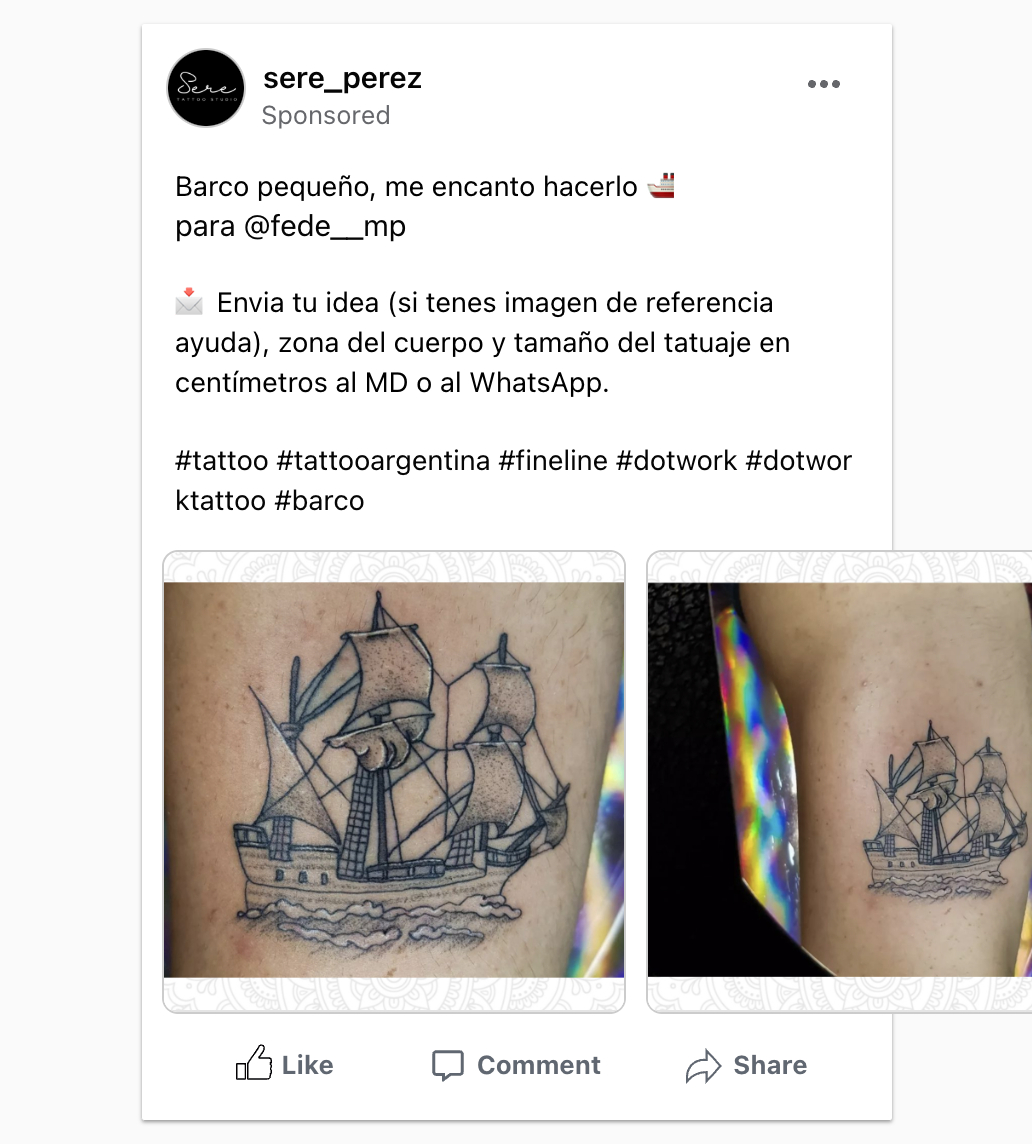 Sere
TATTOO STUDIO
sere_perez
Sponsored
Barco pequeño, me encanto hacerlo 🚢
para @fede__mp
📩 Envia tu idea (si tenes imagen de referencia
ayuda), zona del cuerpo y tamaño del tatuaje en
centímetros al MD o al WhatsApp.
#tattoo #tattooargentina #fineline #dotwork #dotwor
ktattoo #barco
Like
Comment
Share